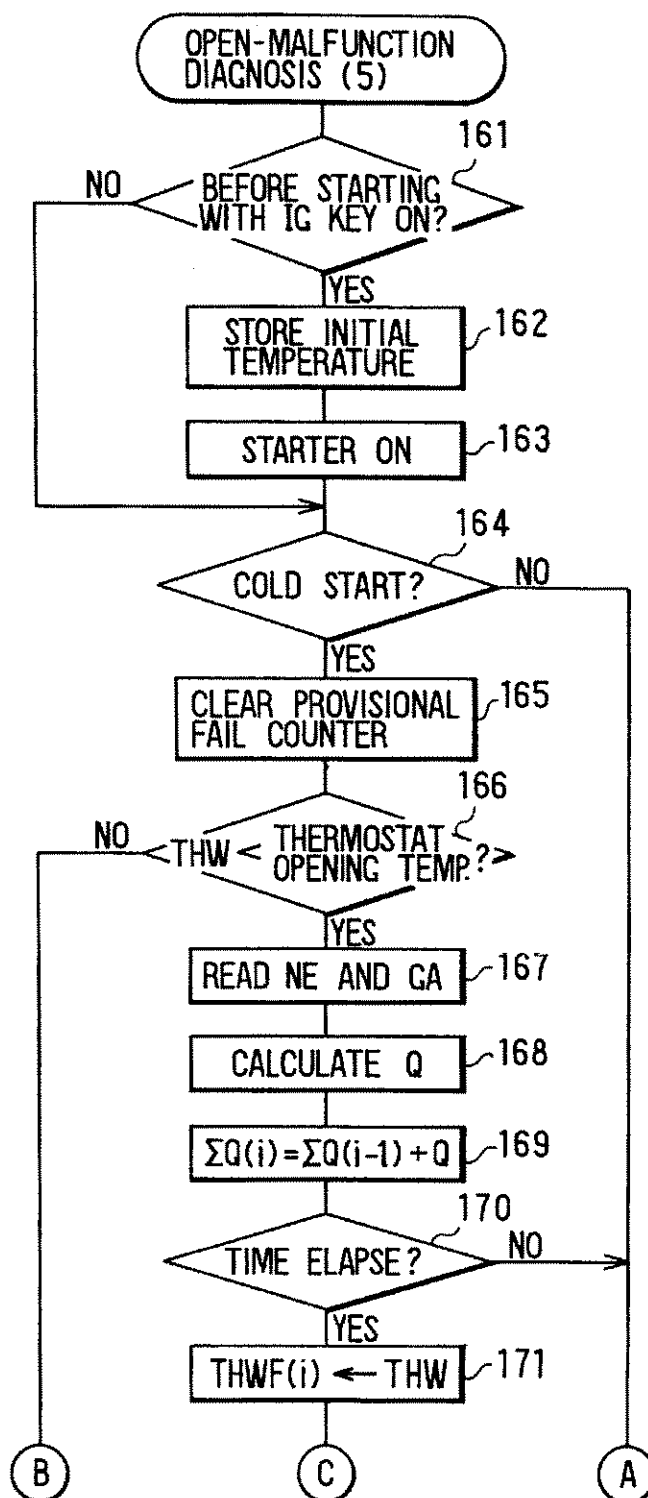 OPEN-MALFUNCTION
DIAGNOSIS (5)
161
NO
BEFORE STARTING
WITH IG KEY ON?
YES
STORE INITIAL
TEMPERATURE
162
STARTER ON
163
164
COLD START?
NO
YES
CLEAR PROVISIONAL
FAIL COUNTER
165
166
NO
THW < THERMOSTAT
OPENING TEMP.?
YES
READ NE AND GA
167
CALCULATE Q
168
ΣQ(i)=ΣQ(i-1)+Q
169
170
TIME ELAPSE?
NO
YES
THWF(i) ← THW
171
B
C
A